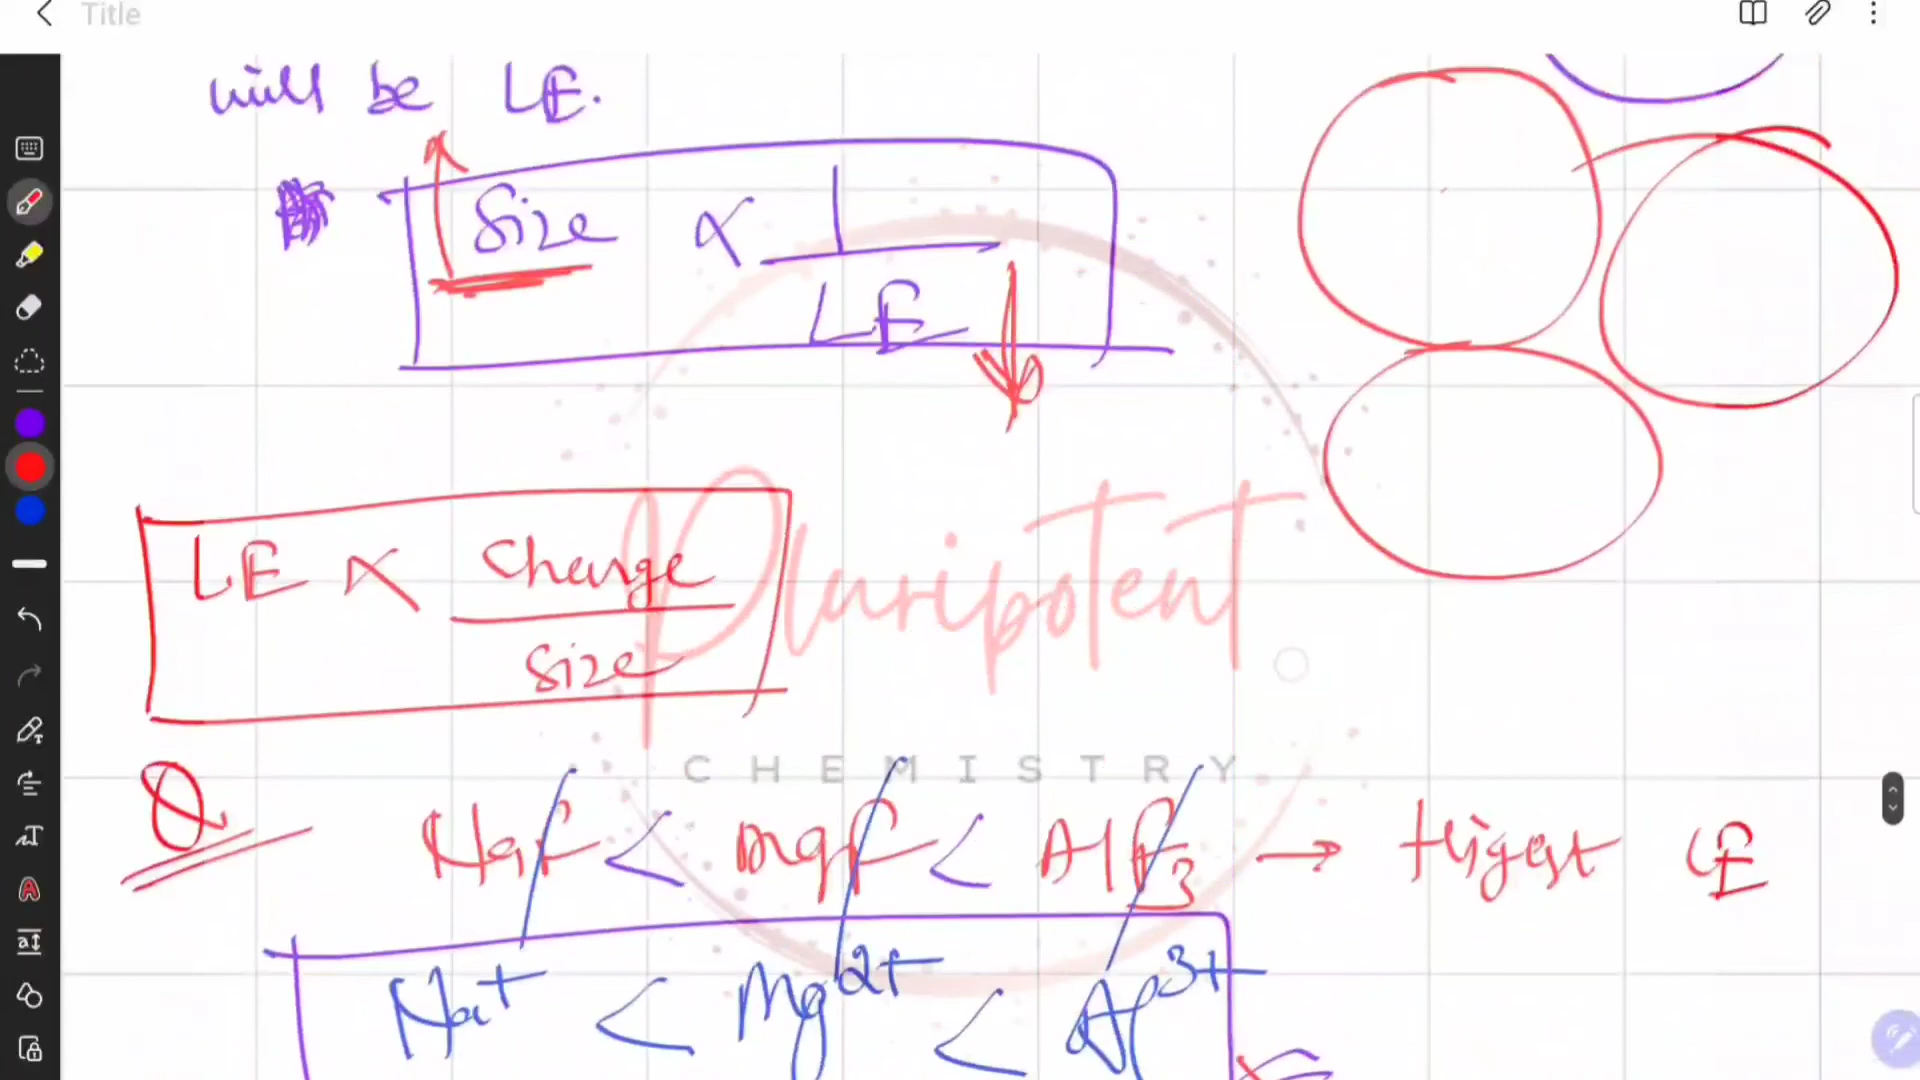 Title
will be LE.
Size ∝ 1
LE
LE ∝ Charge
Size
Pluripotent
CHEMISTRY
Q NaF < MgF < AlF3 → Higest LE
Na+ < Mg2+ < Al3+